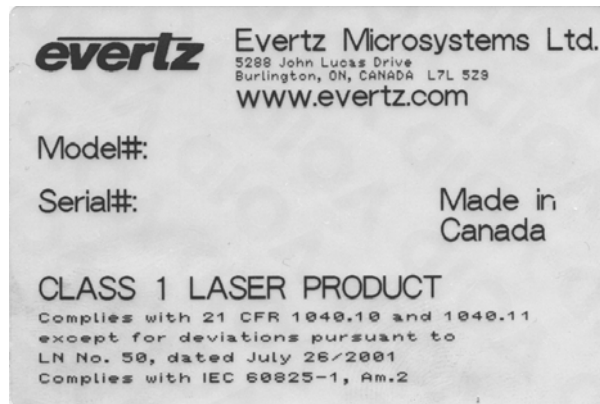 evertz
Evertz Microsystems Ltd.
5288 John Lucas Drive
Burlington, ON, CANADA L7L 5Z9
www.evertz.com
Model#:
Serial#:
Made in
Canada
CLASS 1 LASER PRODUCT
Complies with 21 CFR 1040.10 and 1040.11
except for deviations pursuant to
LN No. 50, dated July 26/2001
Complies with IEC 60825-1, Am.2